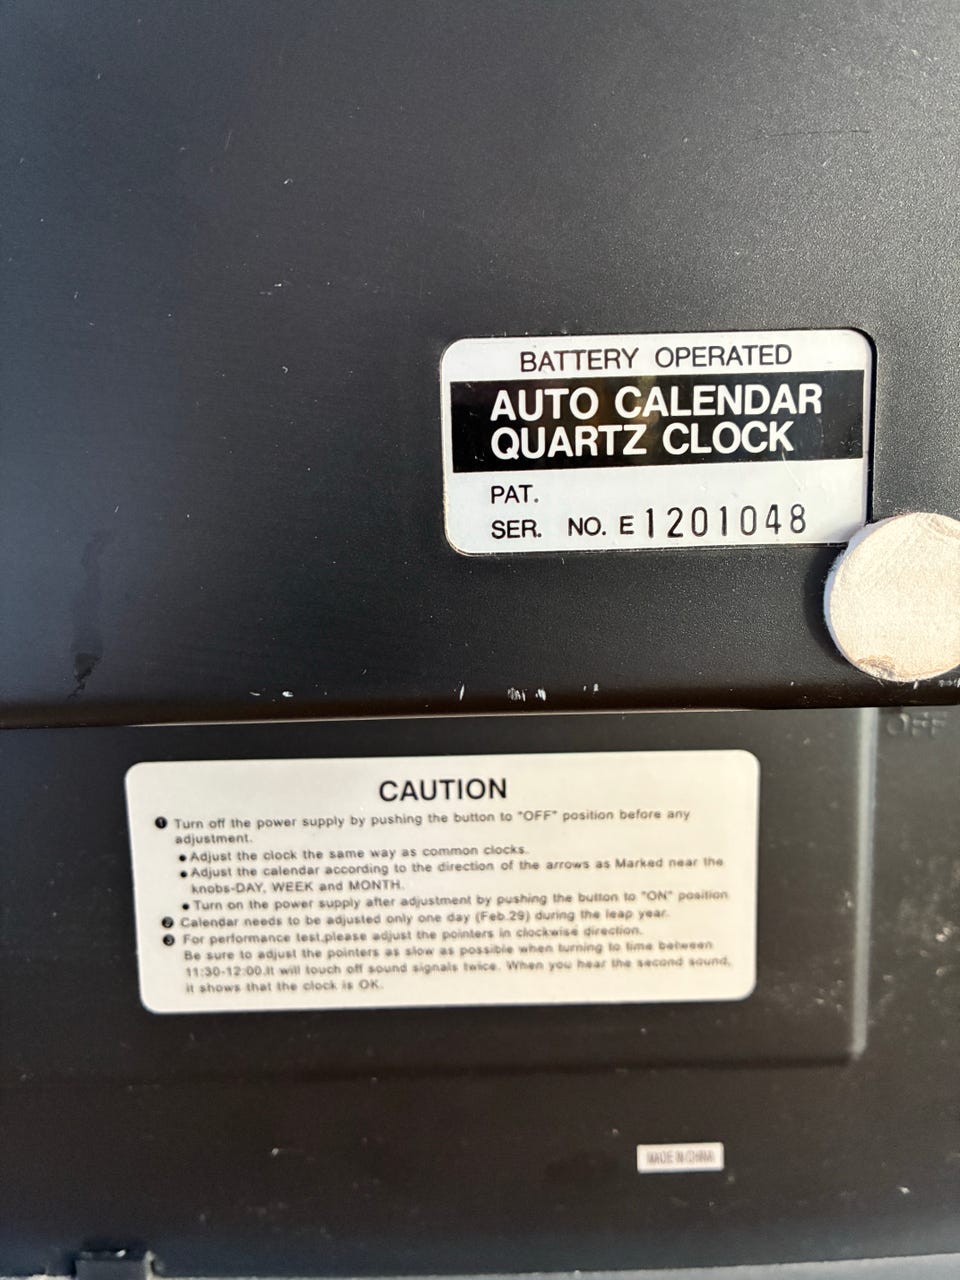 BATTERY OPERATED
AUTO CALENDAR
QUARTZ CLOCK
PAT.
SER. NO. E1201048
OFF
CAUTION
❶ Turn off the power supply by pushing the button to "OFF" position before any
adjustment.
● Adjust the clock the same way as common clocks.
● Adjust the calendar according to the direction of the arrows as Marked near the
knobs-DAY, WEEK and MONTH.
● Turn on the power supply after adjustment by pushing the button to "ON" position
❷ Calendar needs to be adjusted only one day (Feb.29) during the leap year.
❸ For performance test,please adjust the pointers in clockwise direction.
Be sure to adjust the pointers as slow as possible when turning to time between
11:30-12:00.It will touch off sound signals twice. When you hear the second sound,
it shows that the clock is OK.
MADE IN CHINA